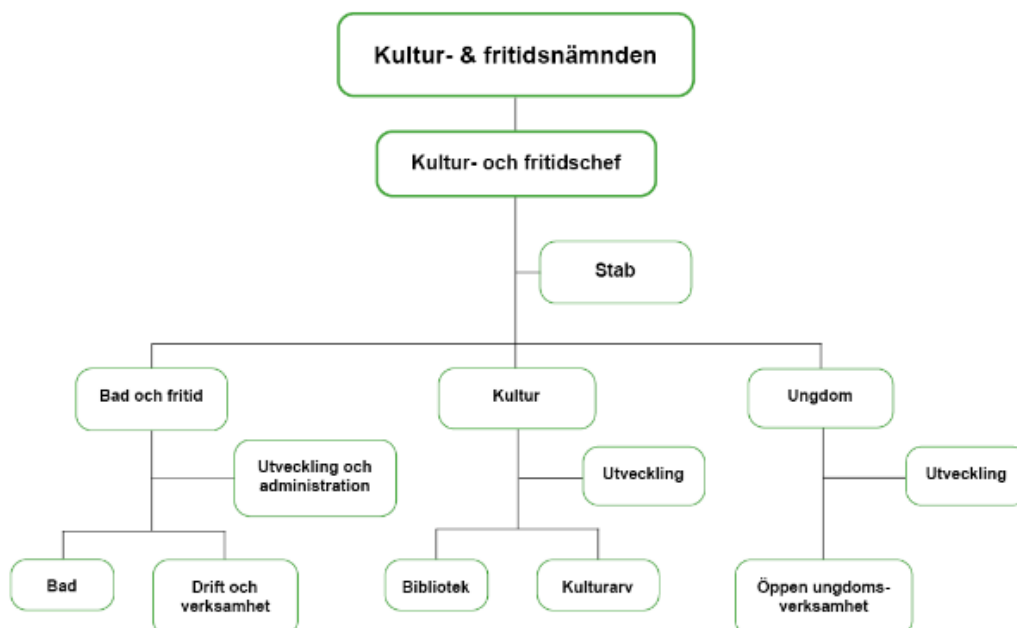 Kultur- & fritidsnämnden
Kultur- och fritidschef
Stab
Bad och fritid
Kultur
Ungdom
Utveckling och
administration
Utveckling
Utveckling
Bad
Drift och
verksamhet
Bibliotek
Kulturarv
Öppen ungdoms-
verksamhet